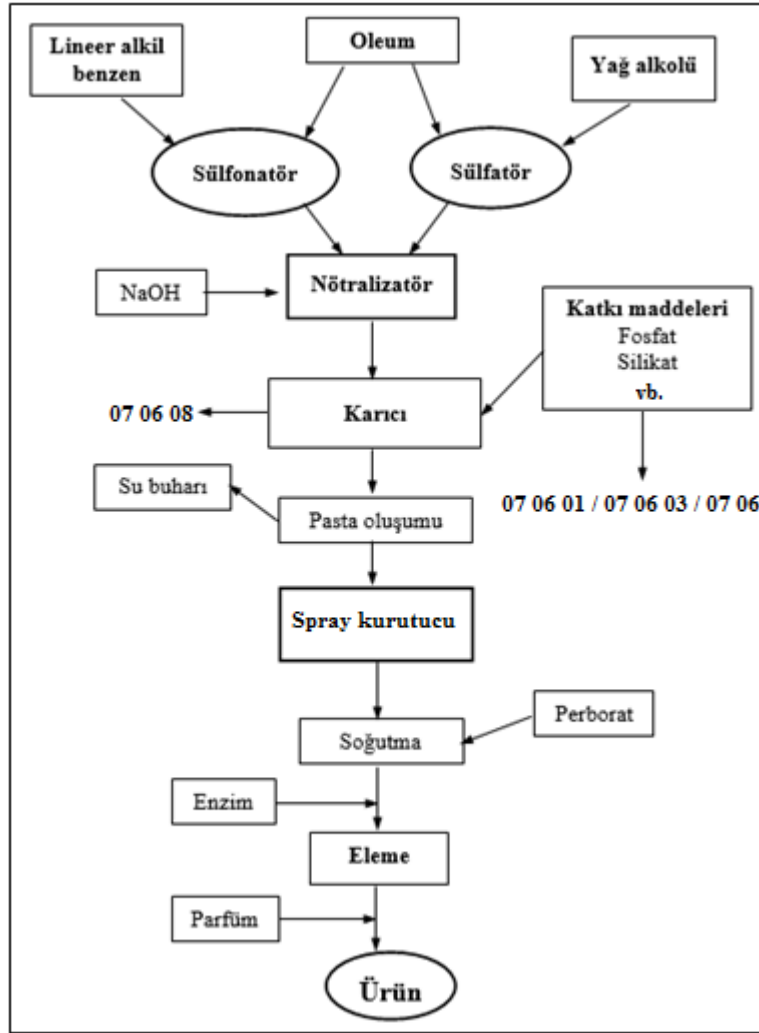 Lineer alkil
benzen
Oleum
Yağ alkolü
Sülfonatör
Sülfatör
NaOH
Nötralizatör
Katkı maddeleri
Fosfat
Silikat
vb.
07 06 08
Karıcı
Su buharı
Pasta oluşumu
07 06 01 / 07 06 03 / 07 06
Spray kurutucu
Perborat
Soğutma
Enzim
Eleme
Parfüm
Ürün